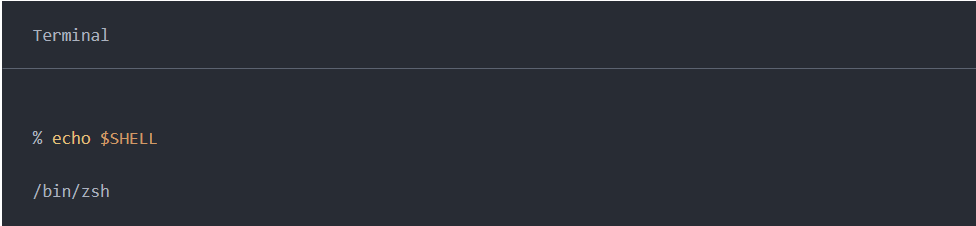 Terminal
% echo $SHELL
/bin/zsh